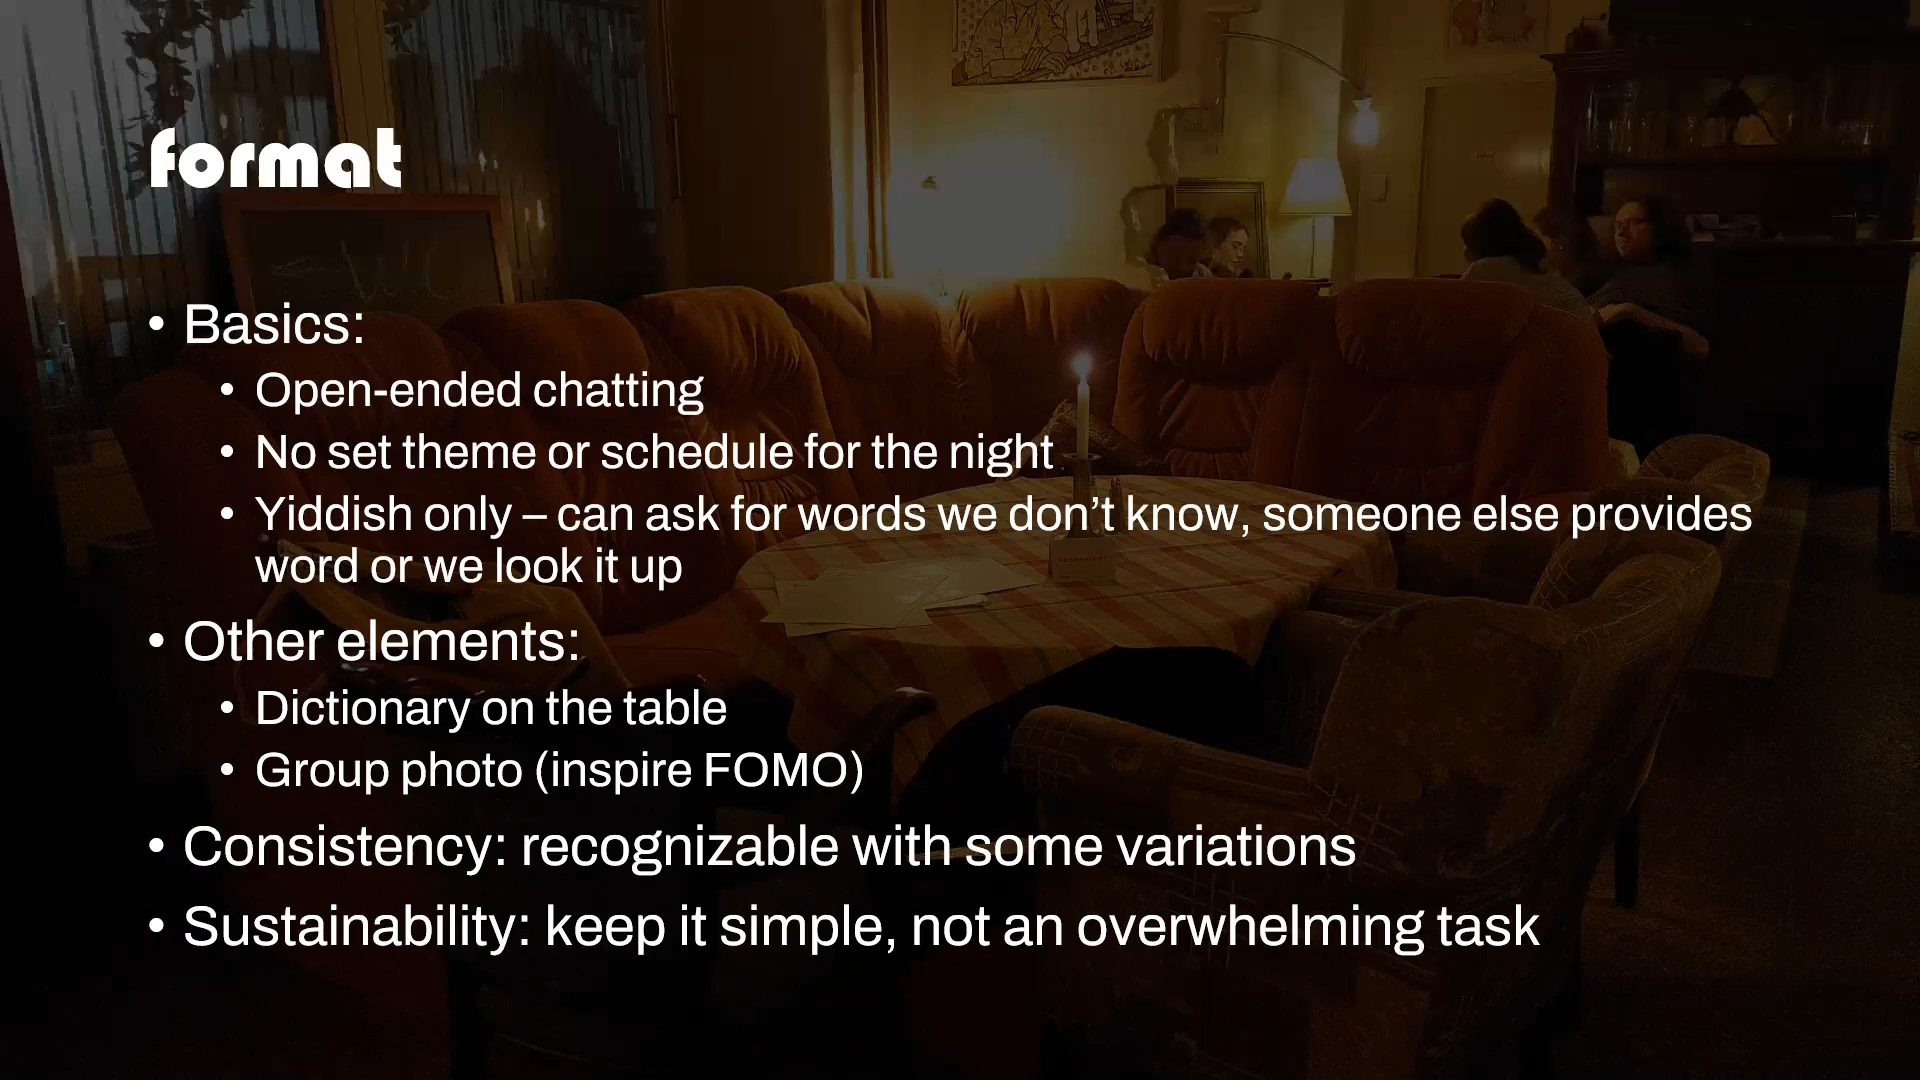 format
• Basics:
• Open-ended chatting
• No set theme or schedule for the night
• Yiddish only – can ask for words we don’t know, someone else provides
word or we look it up
• Other elements:
• Dictionary on the table
• Group photo (inspire FOMO)
• Consistency: recognizable with some variations
• Sustainability: keep it simple, not an overwhelming task
WC